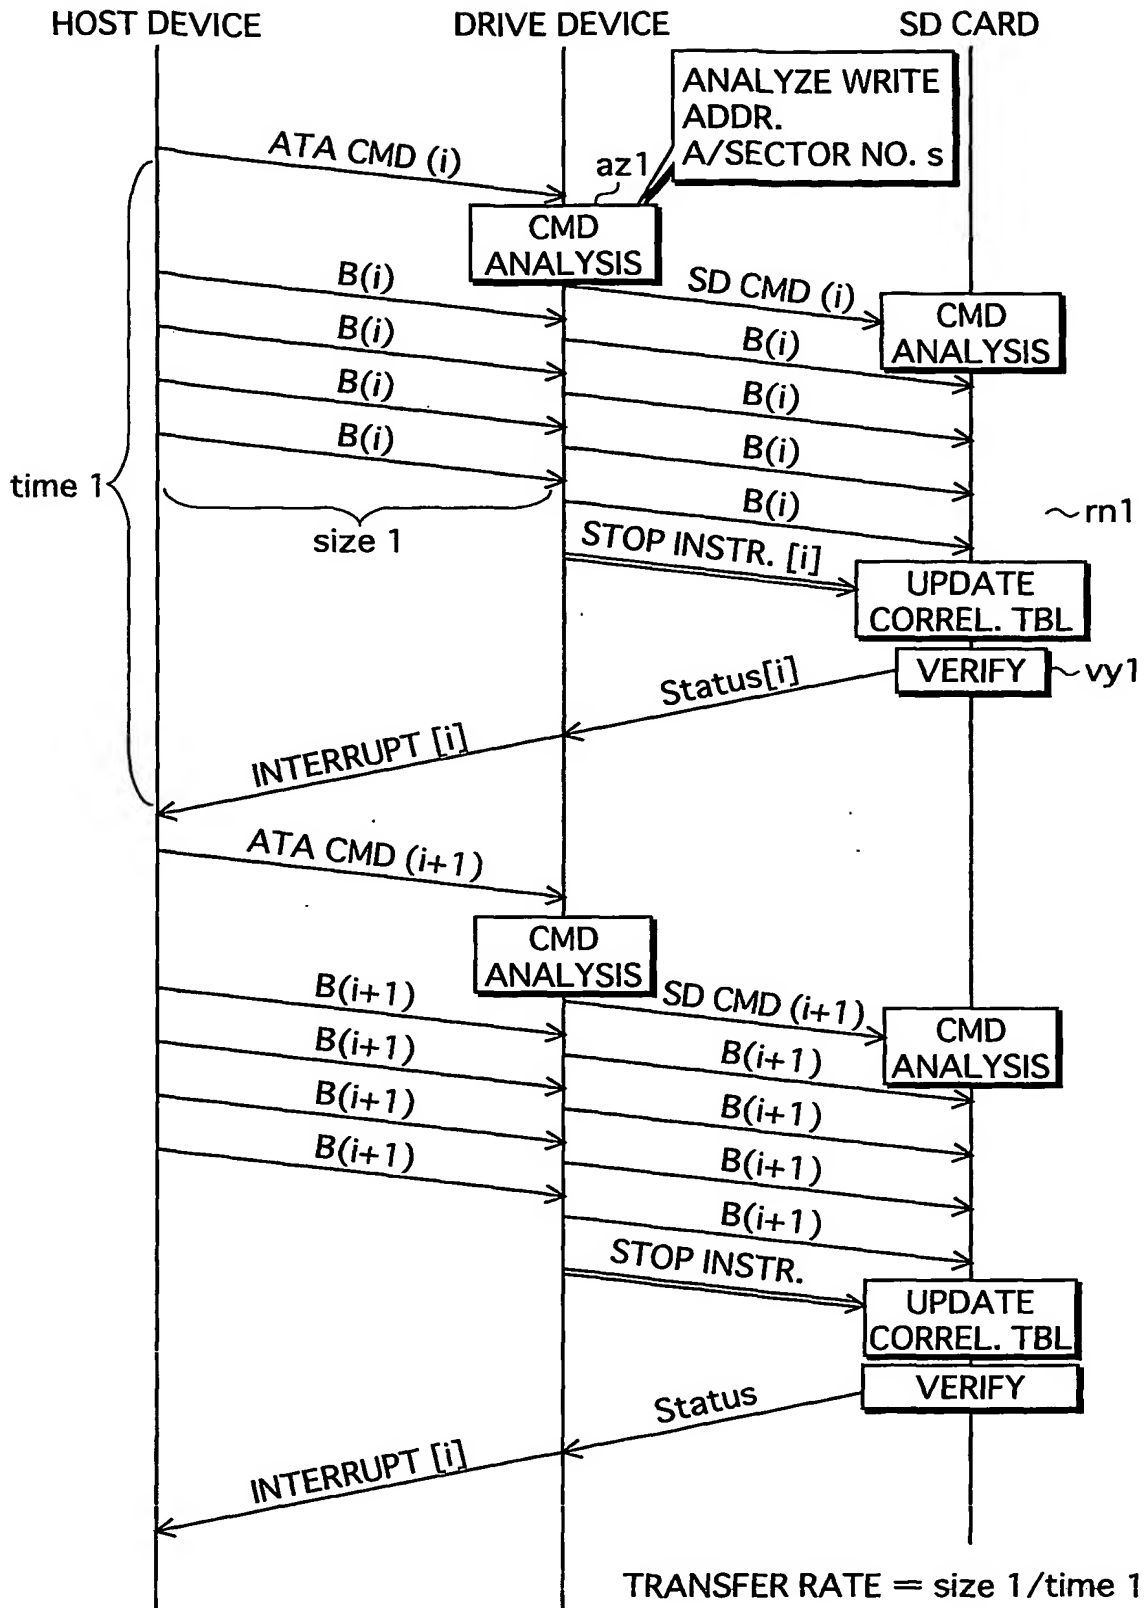 HOST DEVICE
DRIVE DEVICE
SD CARD
ANALYZE WRITE
ADDR.
A/SECTOR NO. s
ATA CMD (i)
az1
CMD
ANALYSIS
B(i)
SD CMD (i)
CMD
ANALYSIS
B(i)
B(i)
B(i)
B(i)
B(i)
B(i)
time 1
B(i)
rn1
size 1
STOP INSTR. [i]
UPDATE
CORREL. TBL
VERIFY
vy1
Status[i]
INTERRUPT [i]
ATA CMD (i+1)
CMD
ANALYSIS
B(i+1)
SD CMD (i+1)
CMD
ANALYSIS
B(i+1)
B(i+1)
B(i+1)
B(i+1)
B(i+1)
B(i+1)
B(i+1)
STOP INSTR.
UPDATE
CORREL. TBL
VERIFY
Status
INTERRUPT [i]
TRANSFER RATE = size 1/time 1